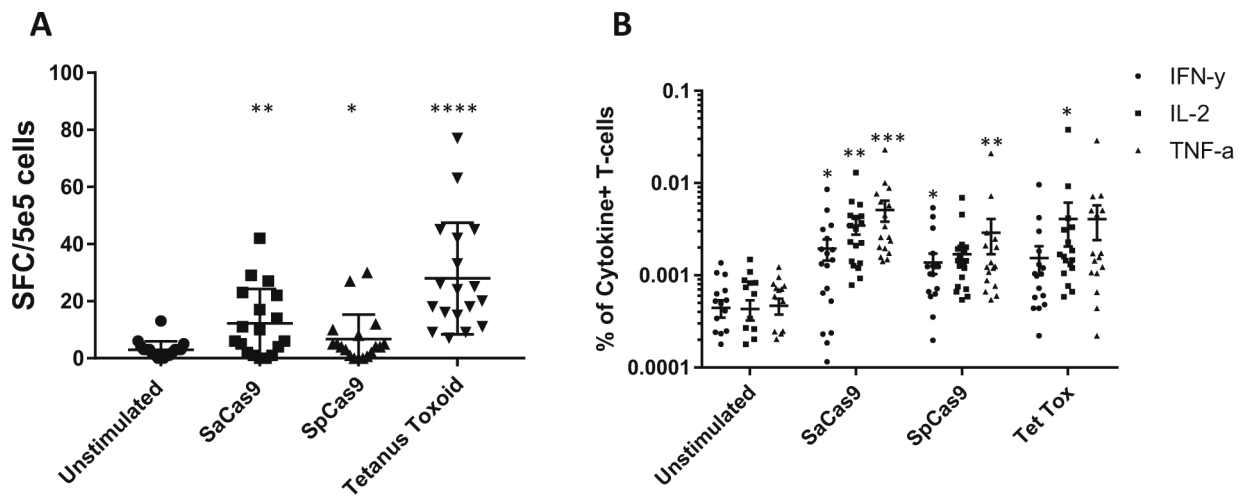 A
SFC/5e5 cells
100
80
60
40
20
0
** * ****
Unstimulated
SaCas9
SpCas9
Tetanus Toxoid
B
% of Cytokine+ T-cells
0.1
0.01
0.001
0.0001
* ** *** * ** *
Unstimulated
SaCas9
SpCas9
Tet Tox
IFN-y
IL-2
TNF-a